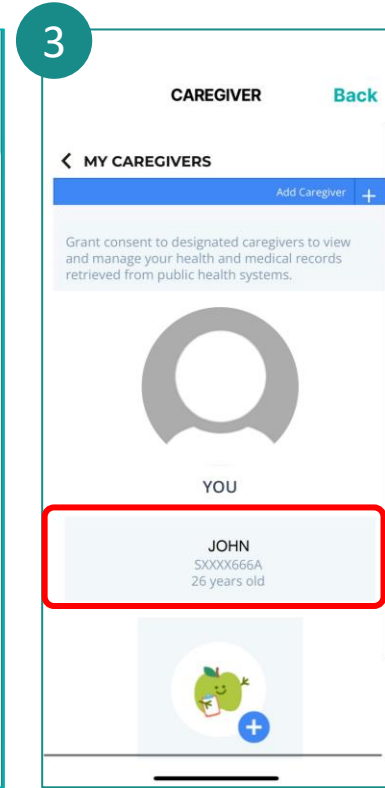 3
CAREGIVER Back
MY CAREGIVERS
Add Caregiver +
Grant consent to designated caregivers to view
and manage your health and medical records
retrieved from public health systems.
YOU
JOHN
SXXXX666A
26 years old